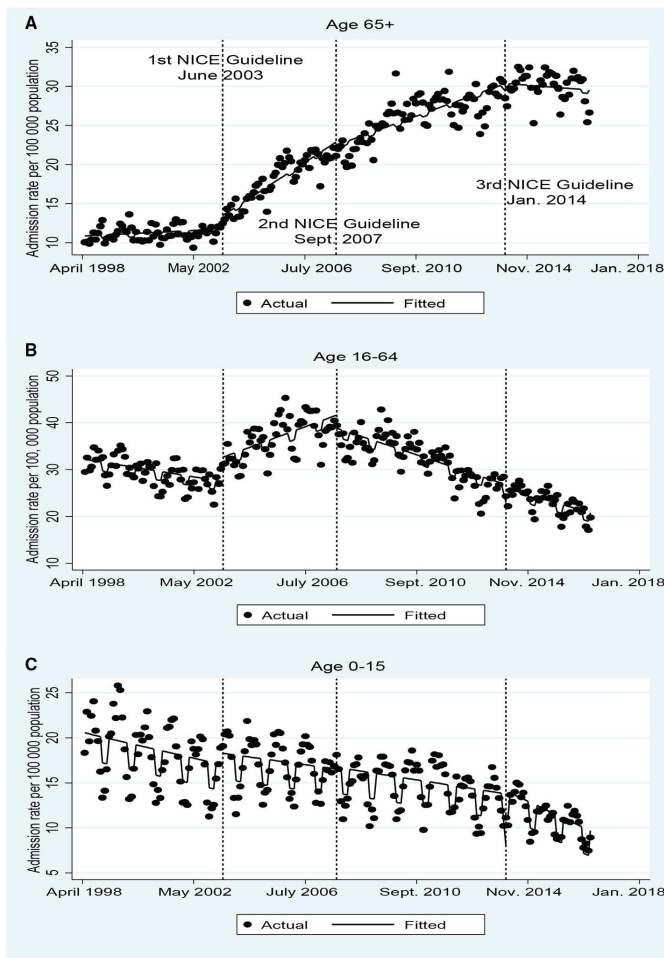 A
Age 65+
Admission rate per 100 000 population
35
30
25
20
15
10
1st NICE Guideline
June 2003
2nd NICE Guideline
Sept. 2007
3rd NICE Guideline
Jan. 2014
April 1998 May 2002 July 2006 Sept. 2010 Nov. 2014 Jan. 2018
Actual Fitted
B
Age 16-64
Admission rate per 100, 000 population
50
40
30
20
10
April 1998 May 2002 July 2006 Sept. 2010 Nov. 2014 Jan. 2018
Actual Fitted
C
Age 0-15
Admission rate per 100 000 population
25
20
15
10
5
April 1998 May 2002 July 2006 Sept. 2010 Nov. 2014 Jan. 2018
Actual Fitted